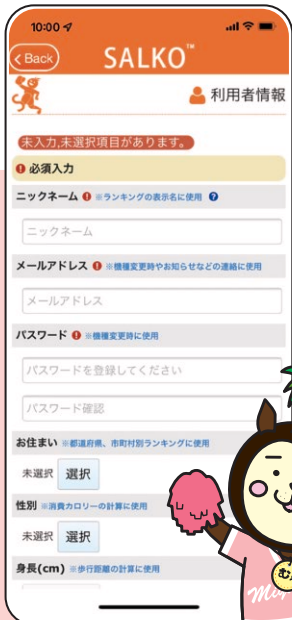 10:00
Back
SALKO™
利用者情報
未入力,未選択項目があります。
! 必須入力
ニックネーム ! ※ランキングの表示名に使用 ?
ニックネーム
メールアドレス ! ※機種変更時やお知らせなどの連絡に使用
メールアドレス
パスワード ! ※機種変更時に使用
パスワードを登録してください
パスワード確認
お住まい ※都道府県、市町村別ランキングに使用
未選択 選択
性別 ※消費カロリーの計算に使用
未選択 選択
身長(cm) ※歩行距離の計算に使用
む